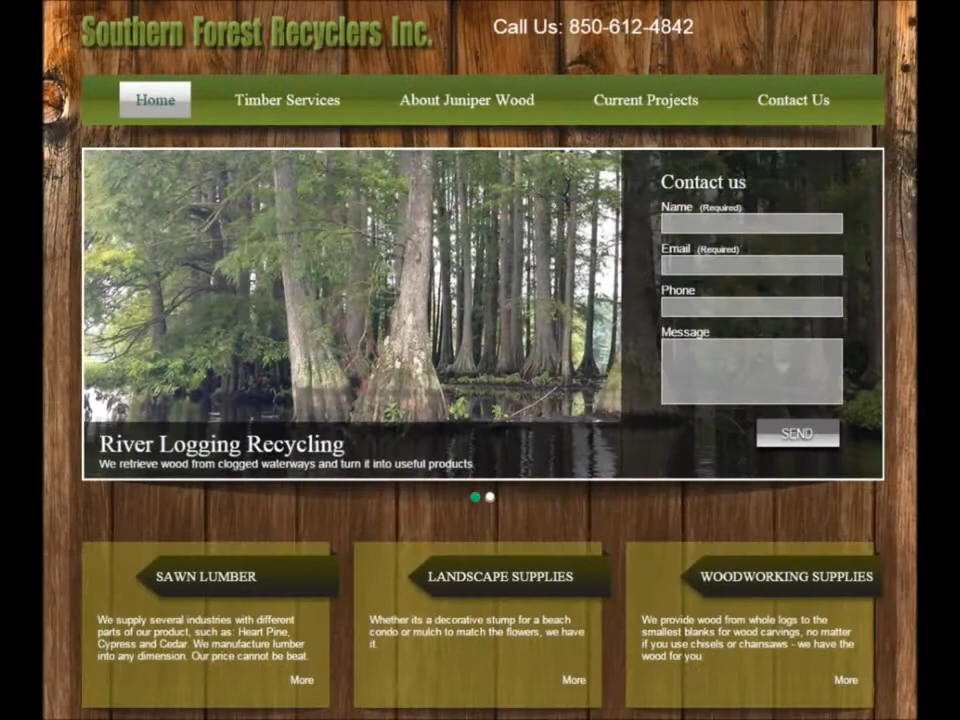 Southern Forest Recyclers Inc.
Call Us: 850-612-4842
Home
Timber Services
About Juniper Wood
Current Projects
Contact Us
Contact us
Name (Required)
Email (Required)
Phone
Message
SEND
River Logging Recycling
We retrieve wood from clogged waterways and turn it into useful products.
SAWN LUMBER
We supply several industries with different
parts of our product, such as: Heart Pine,
Cypress and Cedar. We manufacture lumber
into any dimension. Our price cannot be beat.
More
LANDSCAPE SUPPLIES
Whether its a decorative stump for a beach
condo or mulch to match the flowers, we have
it.
More
WOODWORKING SUPPLIES
We provide wood from whole logs to the
smallest blanks for wood carvings, no matter
if you use chisels or chainsaws - we have the
wood for you.
More